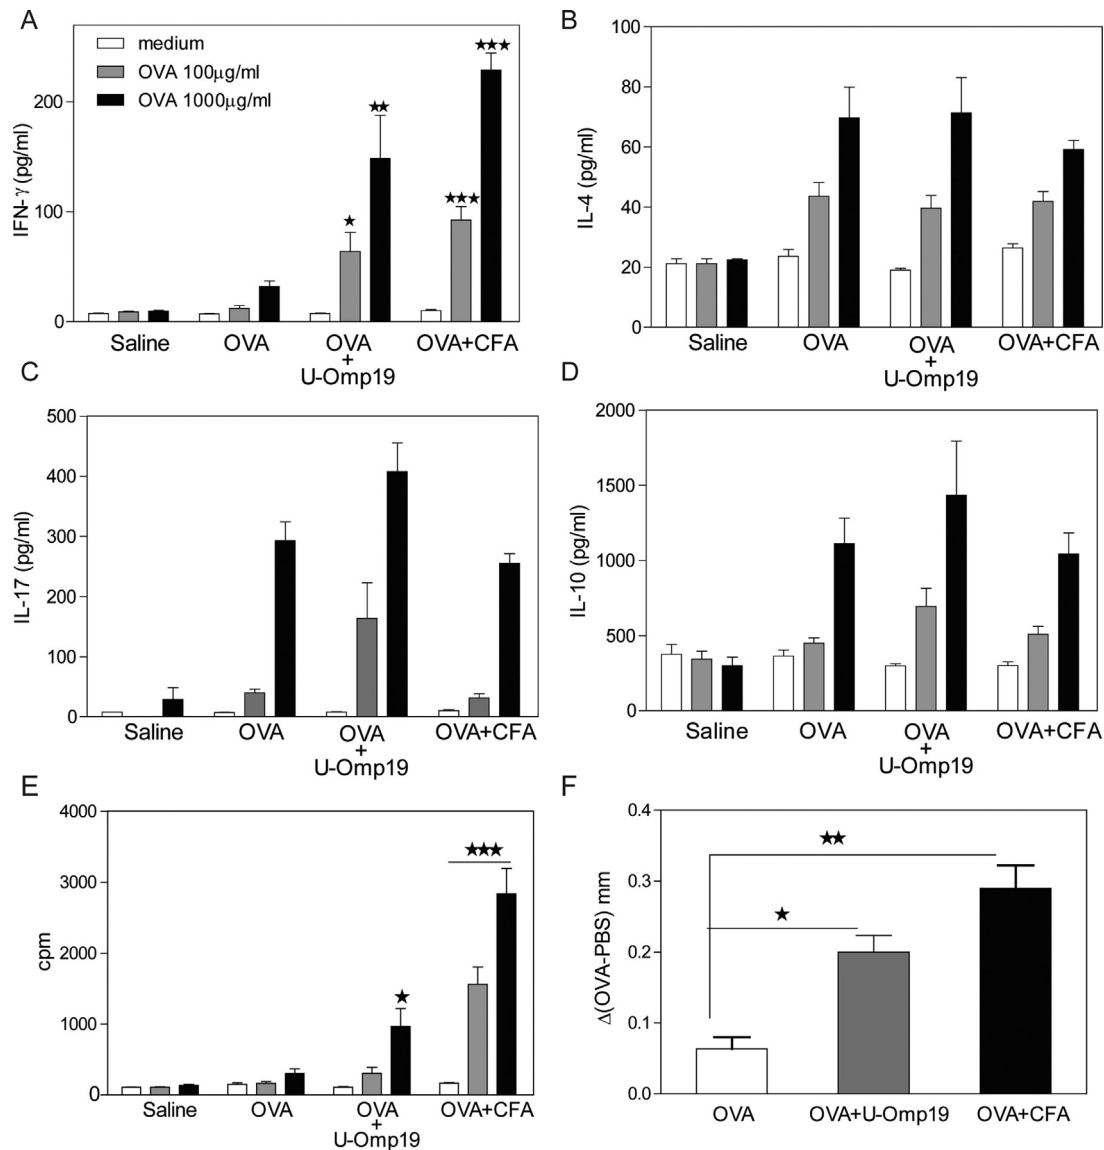 A
medium
OVA 100μg/ml
OVA 1000μg/ml
★ ★★ ★★★ ★★★
IFN-γ (pg/ml)
200
100
0
Saline OVA OVA OVA+CFA
+
U-Omp19
B
IL-4 (pg/ml)
100
80
60
40
20
0
Saline OVA OVA OVA+CFA
+
U-Omp19
C
IL-17 (pg/ml)
500
400
300
200
100
0
Saline OVA OVA OVA+CFA
+
U-Omp19
D
IL-10 (pg/ml)
2000
1500
1000
500
0
Saline OVA OVA OVA+CFA
+
U-Omp19
E
cpm
4000
3000
2000
1000
0
★ ★★★
Saline OVA OVA OVA+CFA
+
U-Omp19
F
Δ(OVA-PBS) mm
0.4
0.3
0.2
0.1
0.0
★★
★
OVA OVA+U-Omp19 OVA+CFA